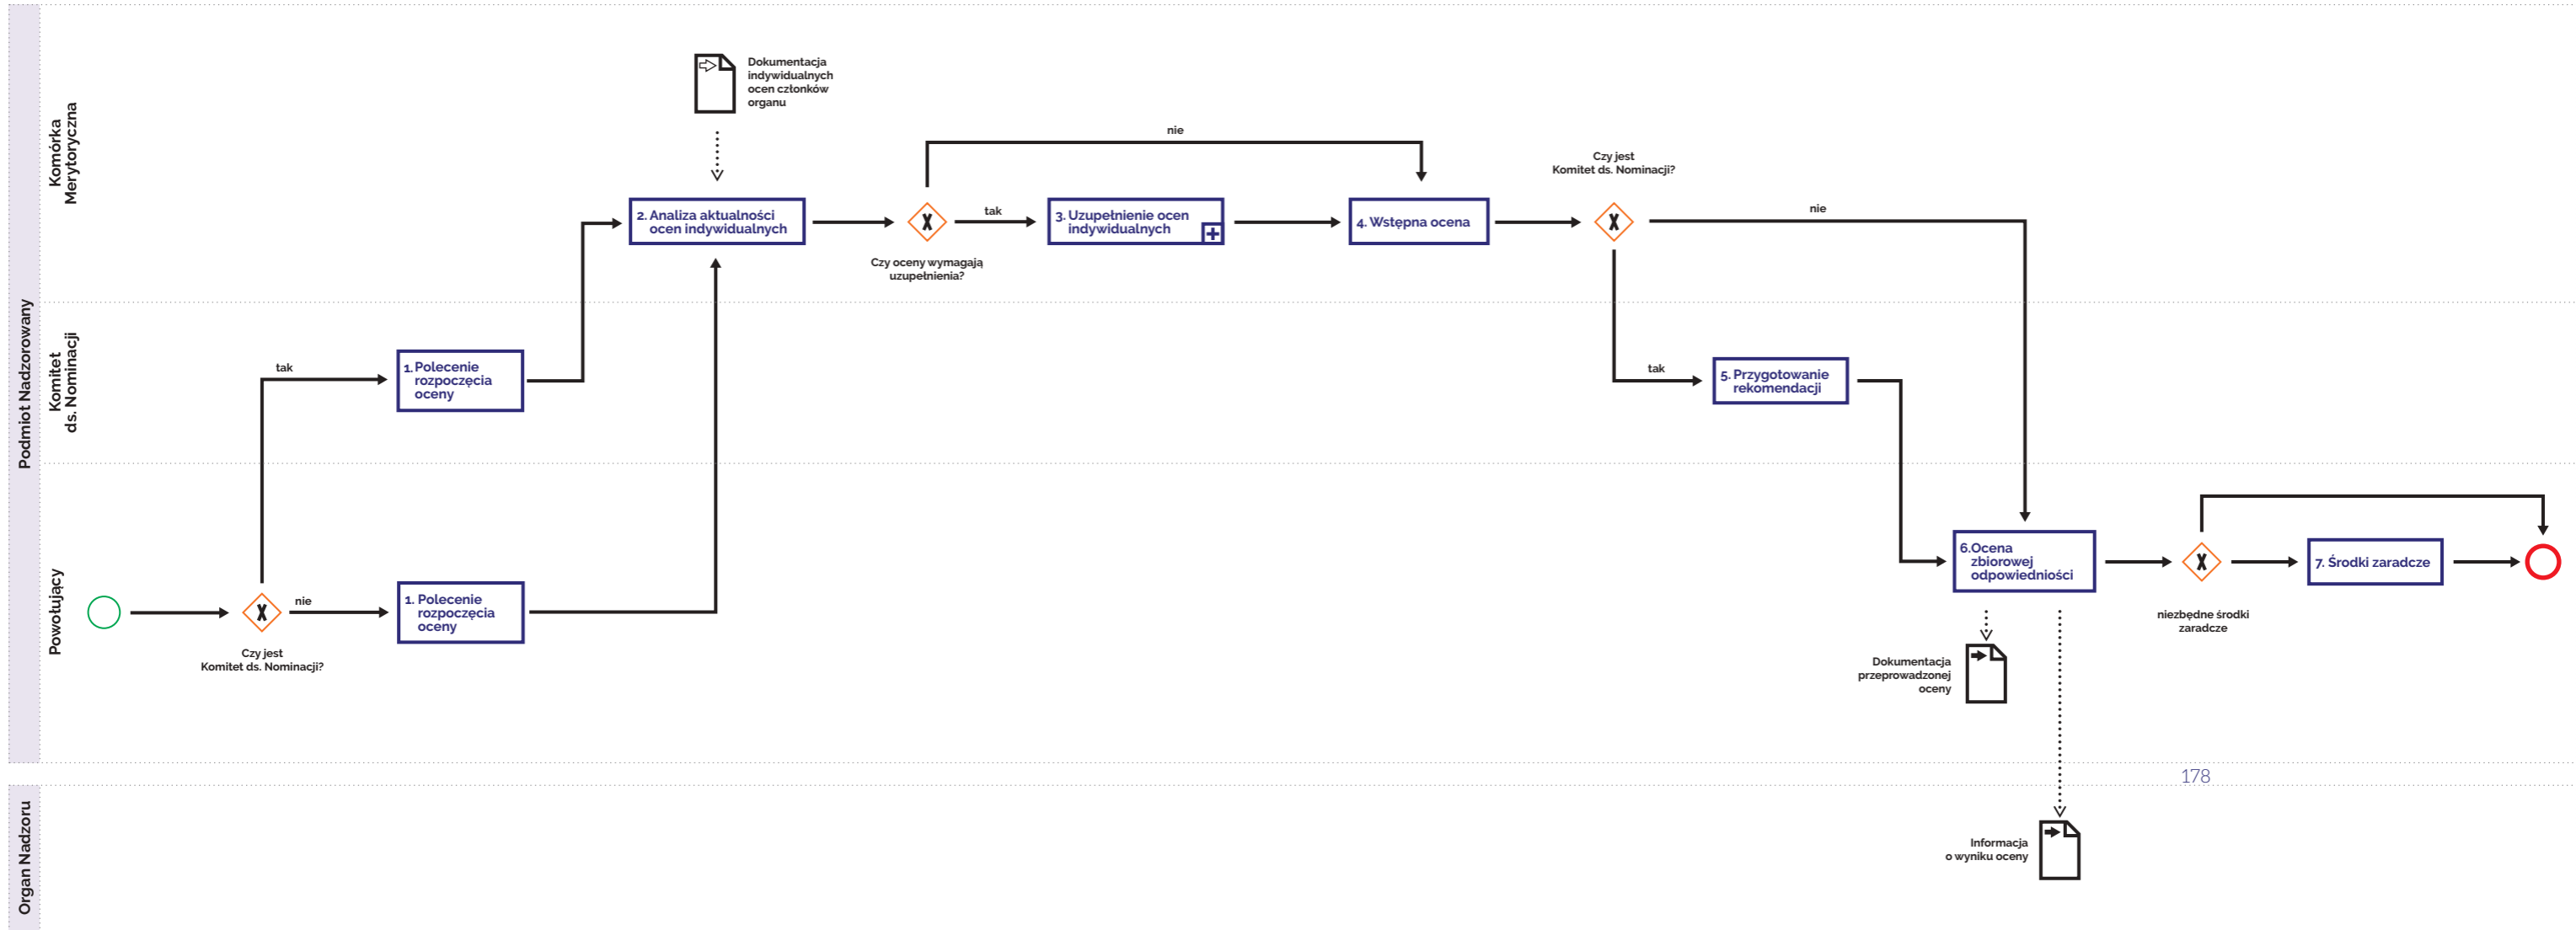 Podmiot Nadzorowany
Komórka
Merytoryczna
Dokumentacja
indywidualnych
ocen członków
organu
2. Analiza aktualności
ocen indywidualnych
Czy oceny wymagają
uzupełnienia?
nie
tak
3. Uzupełnienie ocen
indywidualnych
4. Wstępna ocena
Czy jest
Komitet ds. Nominacji?
nie
Komitet
ds. Nominacji
tak
1. Polecenie
rozpoczęcia
oceny
tak
5. Przygotowanie
rekomendacji
Powołujący
Czy jest
Komitet ds. Nominacji?
nie
1. Polecenie
rozpoczęcia
oceny
6.Ocena
zbiorowej
odpowiedniości
niezbędne środki
zaradcze
7. Środki zaradcze
Dokumentacja
przeprowadzonej
oceny
178
Organ Nadzoru
Informacja
o wyniku oceny